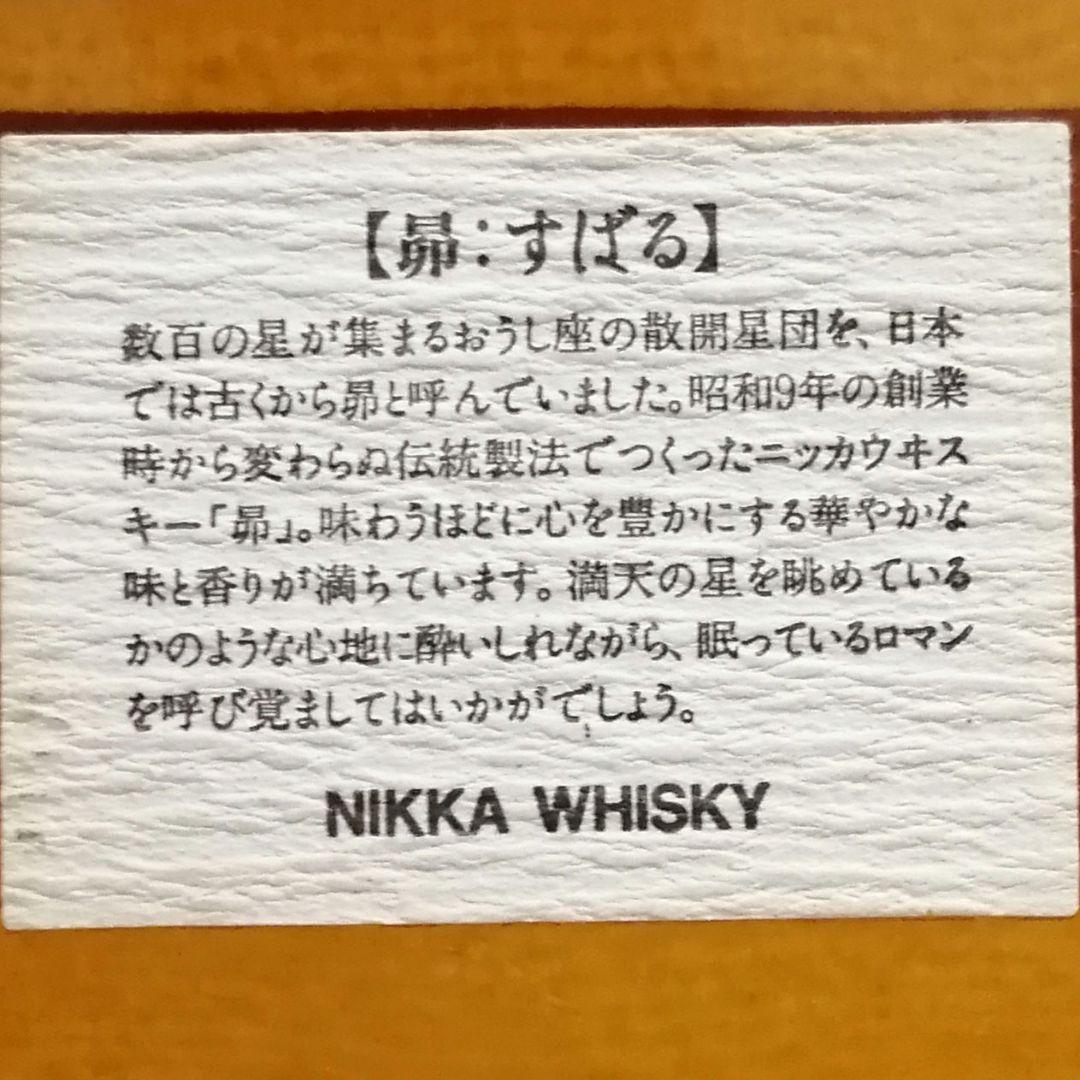 【昴:すばる】
数百の星が集まるおうし座の散開星団を、日本
では古くから昴と呼んでいました。昭和9年の創業
時から変わらぬ伝統製法でつくったニッカウヰス
キー「昴」。味わうほどに心を豊かにする華やかな
味と香りが満ちています。満天の星を眺めている
かのような心地に酔いしれながら、眠っているロマン
を呼び覚ましてはいかがでしょう。
NIKKA WHISKY